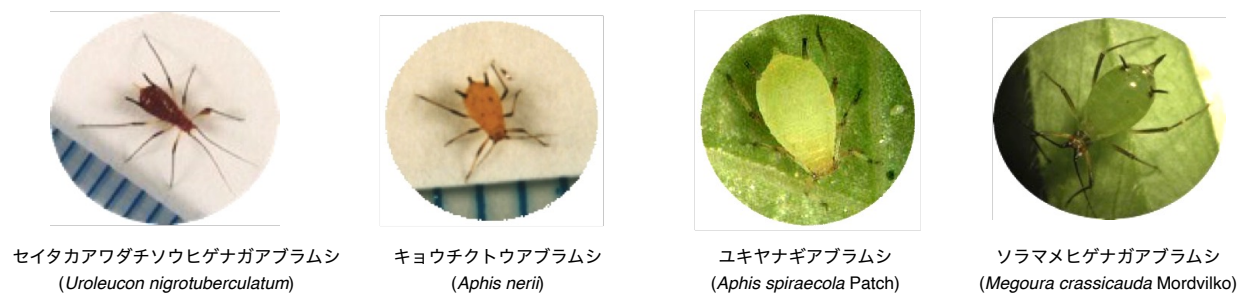 セイタカアワダチソウヒゲナガアブラムシ
(Uroleucon nigrotuberculatum)
キョウチクトウアブラムシ
(Aphis nerii)
ユキヤナギアブラムシ
(Aphis spiraecola Patch)
ソラマメヒゲナガアブラムシ
(Megoura crassicauda Mordvilko)